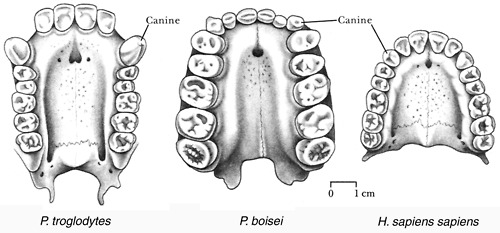 Canine
Canine
0 1 cm
P. troglodytes
P. boisei
H. sapiens sapiens